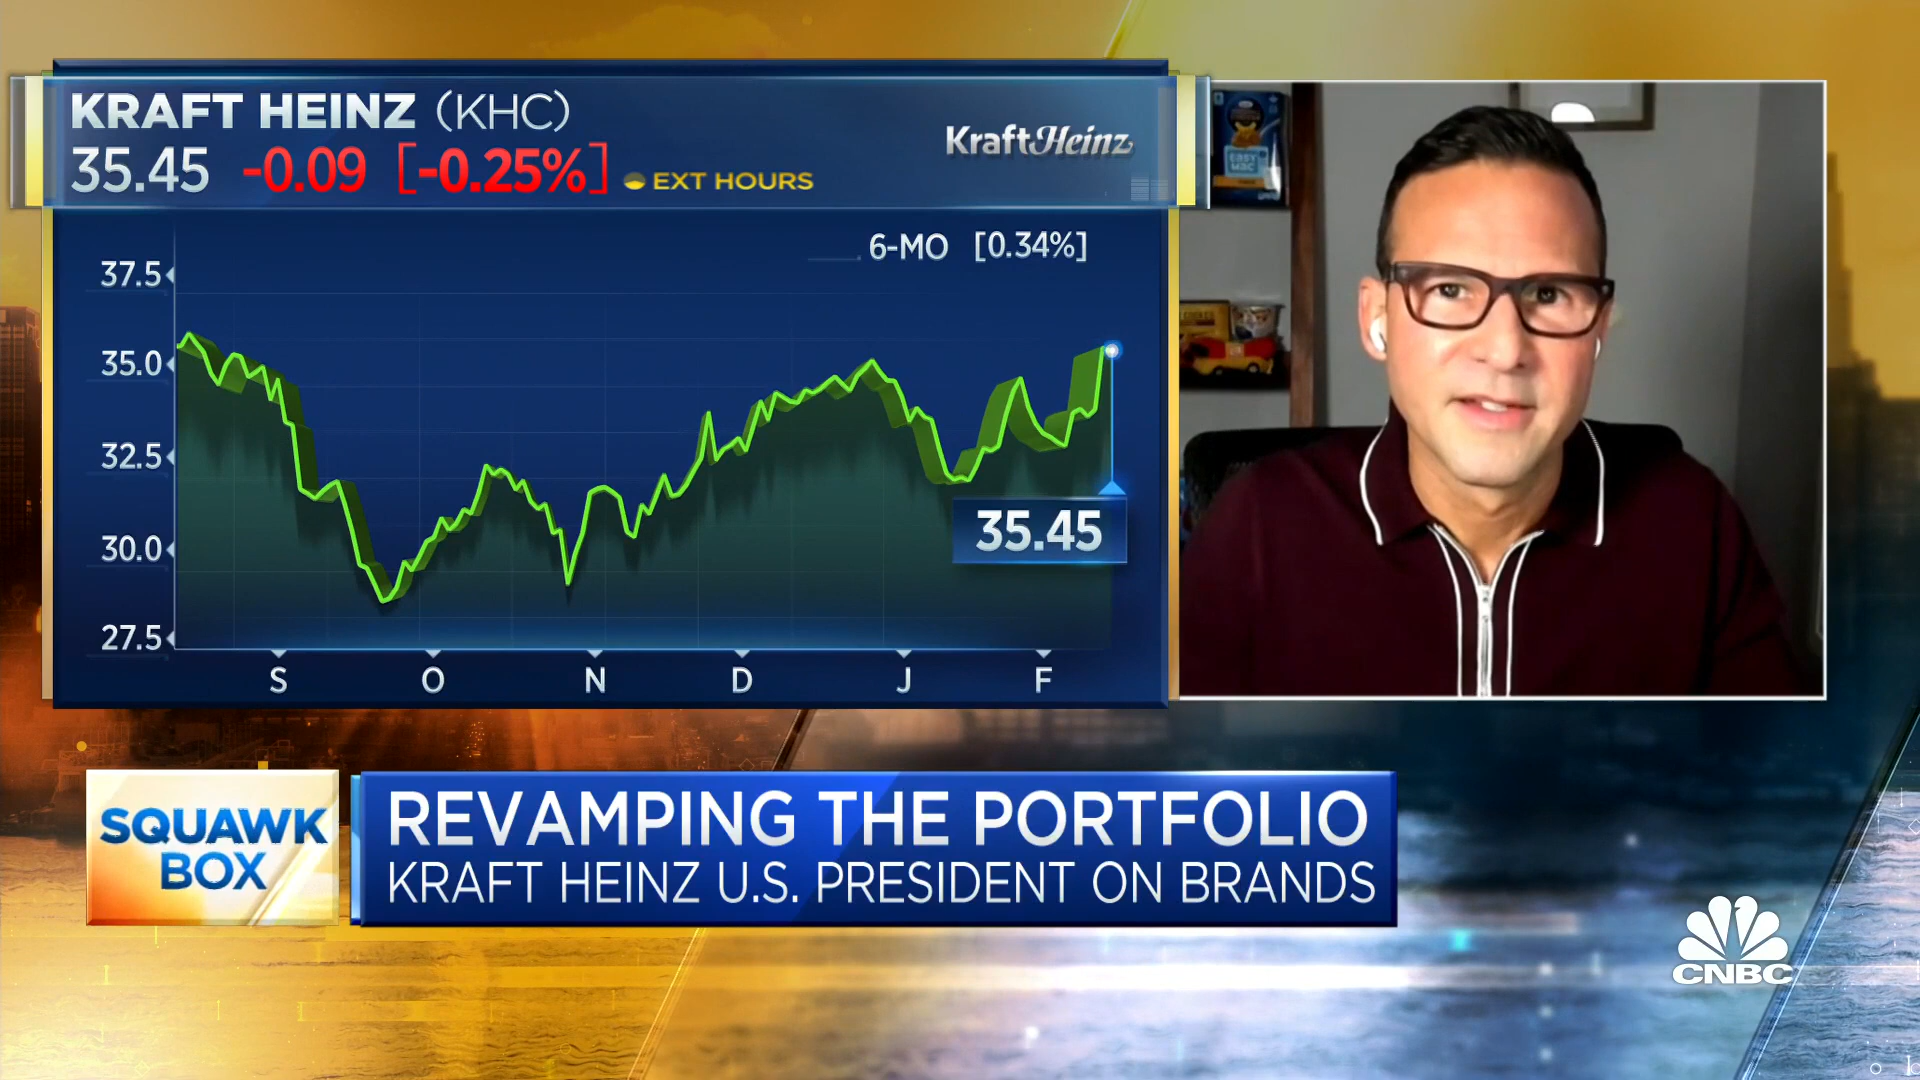 KRAFT HEINZ (KHC)
35.45 -0.09 [-0.25%] EXT HOURS
KraftHeinz
6-MO [0.34%]
37.5
35.0
32.5
30.0
27.5
35.45
S O N D J F
EASY
MAC
SQUAWK
BOX
REVAMPING THE PORTFOLIO
KRAFT HEINZ U.S. PRESIDENT ON BRANDS
CNBC